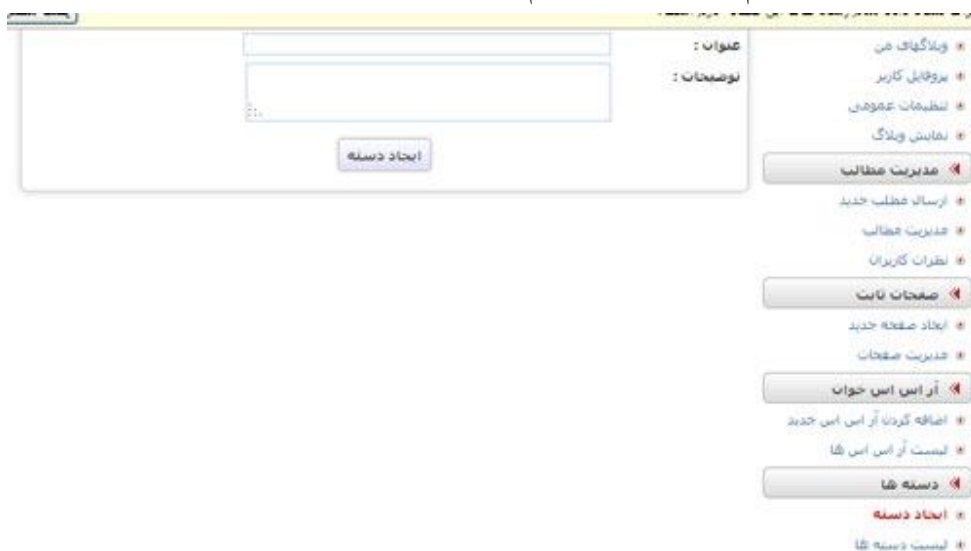 عنوان :
توضیحات :
ایجاد دسته
وبلاگهای من
پروفایل کاربر
تنظیمات عمومی
نمایش وبلاگ
مدیریت مطالب
ارسال مطلب جدید
مدیریت مطالب
نظرات کاربران
صفحات ثابت
ایجاد صفحه جدید
مدیریت صفحات
آر اس اس خوان
اضافه کردن آر اس اس جدید
لیست آر اس اس ها
دسته ها
ایجاد دسته
لیست دسته ها